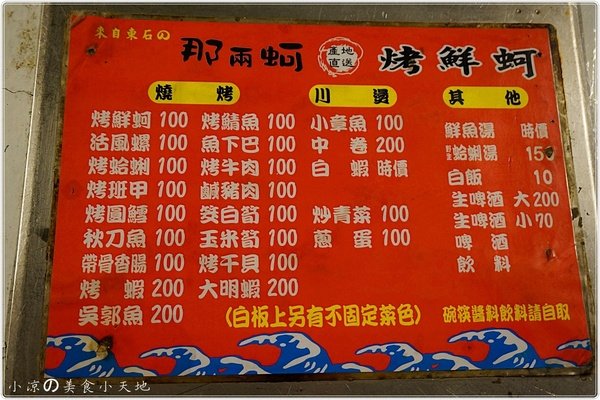 來自東石の
那兩蚵 產地直送 烤鮮蚵
燒烤
烤鮮蚵 100 烤鯖魚 100
活風螺 100 魚下巴 100
烤蛤蜊 100 烤牛肉 100
烤班甲 100 鹹豬肉 100
烤圓鱈 100 筊白筍 100
秋刀魚 100 玉米筍 100
帶骨香腸 100 烤干貝 100
烤蝦 200 大明蝦 200
吳郭魚 200
川燙
小章魚 100
中卷 200
白蝦 時價
炒青菜 100
蔥蛋 100
其他
鮮魚湯 時價
蛤蜊湯 150
白飯 10
生啤酒 大 200
生啤酒 小 70
啤酒
飲料
(白板上另有不固定菜色) 碗筷醬料飲料請自取
小涼の美食小天地